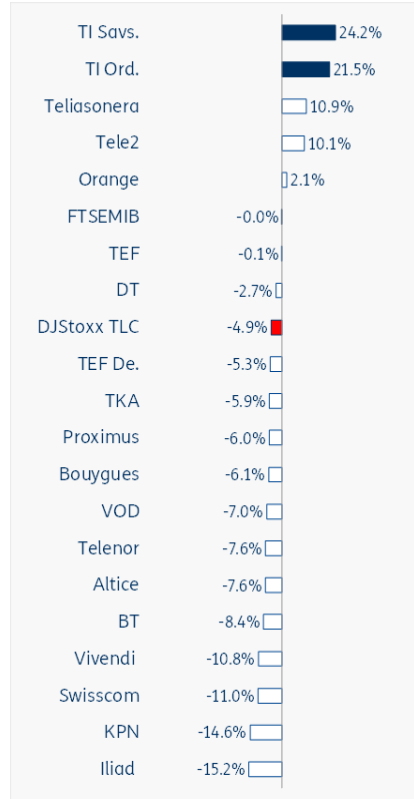 TI Savs. 24.2%
TI Ord. 21.5%
Teliasonera 10.9%
Tele2 10.1%
Orange 2.1%
FTSEMIB -0.0%
TEF -0.1%
DT -2.7%
DJStoxx TLC -4.9%
TEF De. -5.3%
TKA -5.9%
Proximus -6.0%
Bouygues -6.1%
VOD -7.0%
Telenor -7.6%
Altice -7.6%
BT -8.4%
Vivendi -10.8%
Swisscom -11.0%
KPN -14.6%
Iliad -15.2%